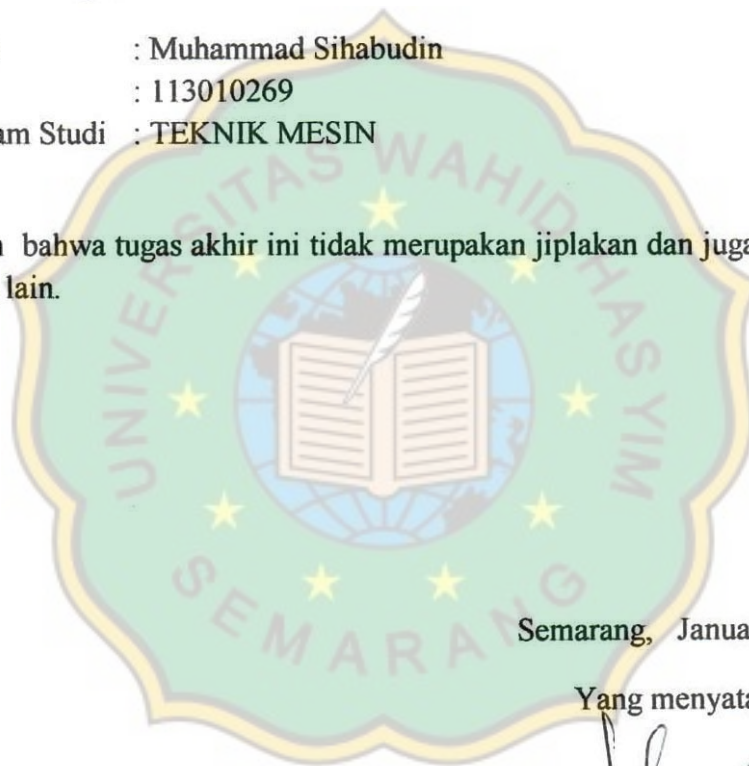 : Muhammad Sihabudin
: 113010269
am Studi : TEKNIK MESIN
bahwa tugas akhir ini tidak merupakan jiplakan dan juga
lain.
UNIVERSITAS WAHID HASYIM
SEMARANG
Semarang, Janua
Yang menyata